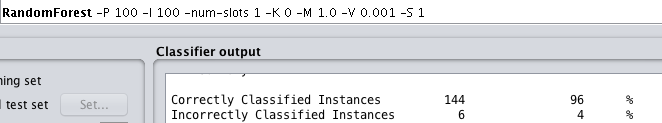 RandomForest -P 100 -I 100 -num-slots 1 -K 0 -M 1.0 -V 0.001 -S 1
Classifier output
ning set
test set Set...
Correctly Classified Instances 144 96 %
Incorrectly Classified Instances 6 4 %